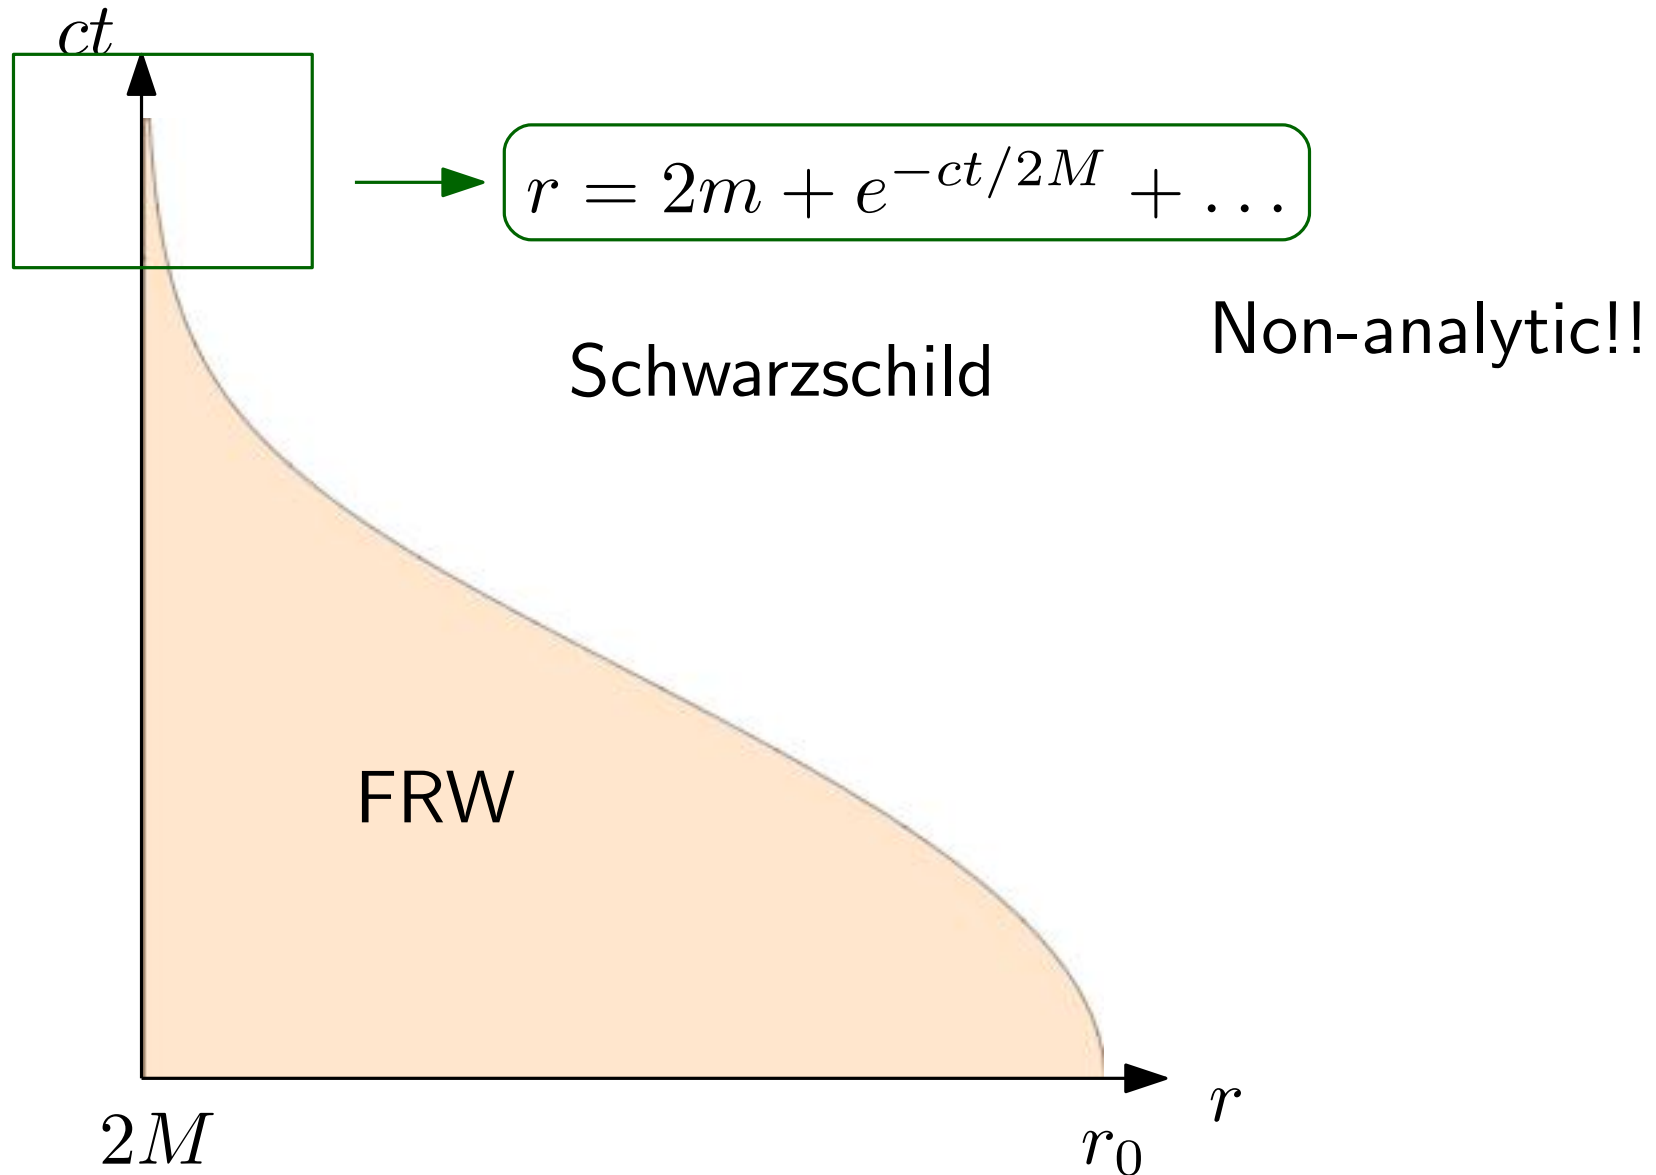 ct
r = 2m + e^{-ct/2M} + ...
Non-analytic!!
Schwarzschild
FRW
2M
r_0
r